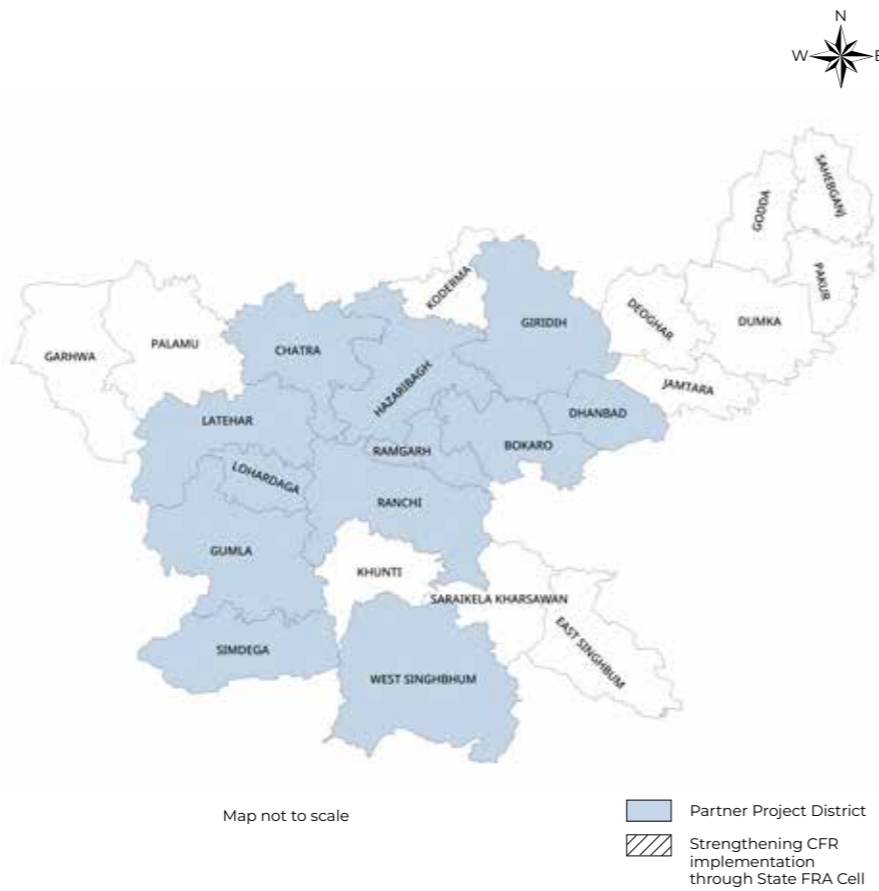 N
W
E
SAHEBGANJ
GODDA
PAKUR
KODERMA
DEOGHAR
GIRIDIH
DUMKA
PALAMU
CHATRA
GARHWA
HAZARIBAGH
JAMTARA
DHANBAD
LATEHAR
BOKARO
RAMGARH
LOHARDAGA
RANCHI
GUMLA
KHUNTI
SARAIKELA KHARSAWAN
EAST SINGHBUM
SIMDEGA
WEST SINGHBHUM
Map not to scale
Partner Project District
Strengthening CFR
implementation
through State FRA Cell